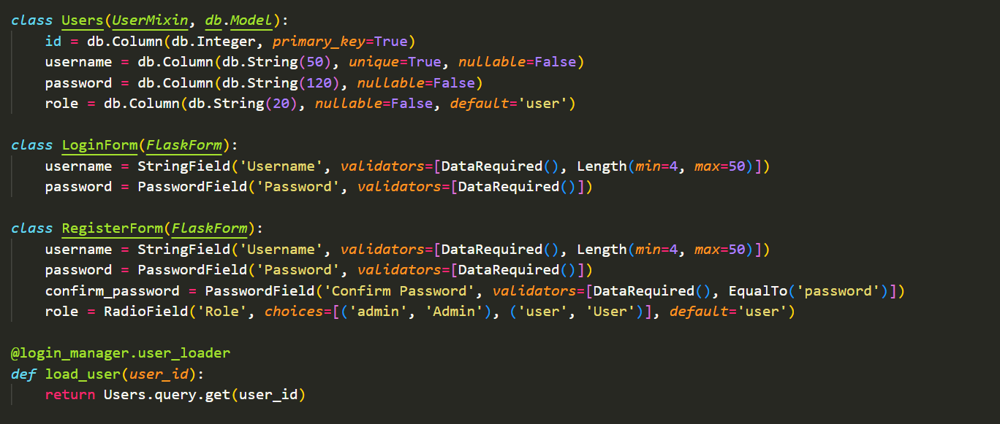 class Users(UserMixin, db.Model):
    id = db.Column(db.Integer, primary_key=True)
    username = db.Column(db.String(50), unique=True, nullable=False)
    password = db.Column(db.String(120), nullable=False)
    role = db.Column(db.String(20), nullable=False, default='user')

class LoginForm(FlaskForm):
    username = StringField('Username', validators=[DataRequired(), Length(min=4, max=50)])
    password = PasswordField('Password', validators=[DataRequired()])

class RegisterForm(FlaskForm):
    username = StringField('Username', validators=[DataRequired(), Length(min=4, max=50)])
    password = PasswordField('Password', validators=[DataRequired()])
    confirm_password = PasswordField('Confirm Password', validators=[DataRequired(), EqualTo('password')])
    role = RadioField('Role', choices=[('admin', 'Admin'), ('user', 'User')], default='user')

@login_manager.user_loader
def load_user(user_id):
    return Users.query.get(user_id)